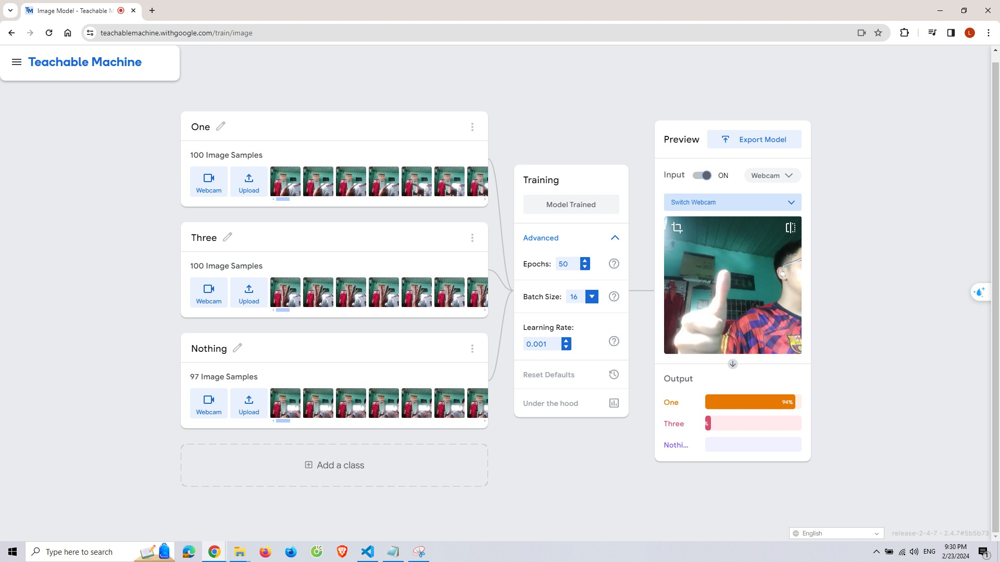 Image Model - Teachable M
teachablemachine.withgoogle.com/train/image
L
Teachable Machine
One
100 Image Samples
Webcam
Upload
Three
100 Image Samples
Webcam
Upload
Nothing
97 Image Samples
Webcam
Upload
Add a class
Training
Model Trained
Advanced
Epochs: 50
Batch Size: 16
Learning Rate:
0.001
Reset Defaults
Under the hood
Preview
Export Model
Input ON Webcam
Switch Webcam
Output
One 94%
Three %
Nothi...
English
release-2-4-7 - 2.4.7#5b5b73
Type here to search
ENG
9:30 PM
2/23/2024
1